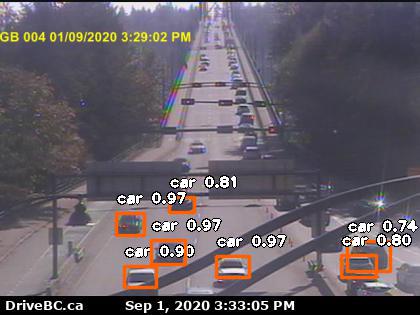 GB 004 01/09/2020 3:29:02 PM
car 0.81
car 0.97
car 0.97
car 0.74
car 0.90
car 0.97
car 0.80
DriveBC.ca Sep 1, 2020 3:33:05 PM